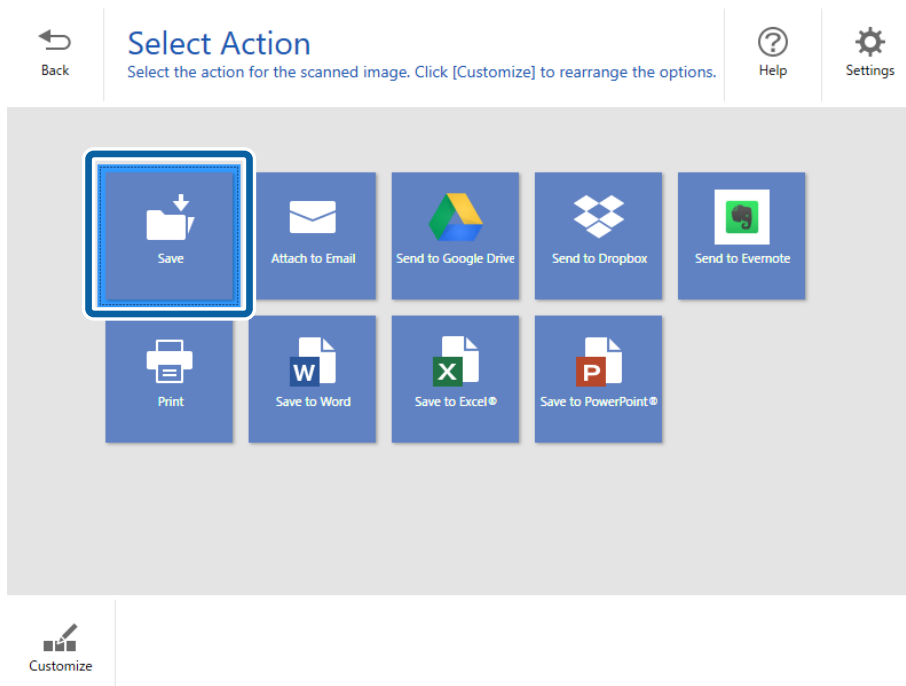 Back
Select Action
Select the action for the scanned image. Click [Customize] to rearrange the options.
Help
Settings
Save
Attach to Email
Send to Google Drive
Send to Dropbox
Send to Evernote
Print
W
Save to Word
X
Save to Excel®
P
Save to PowerPoint®
Customize